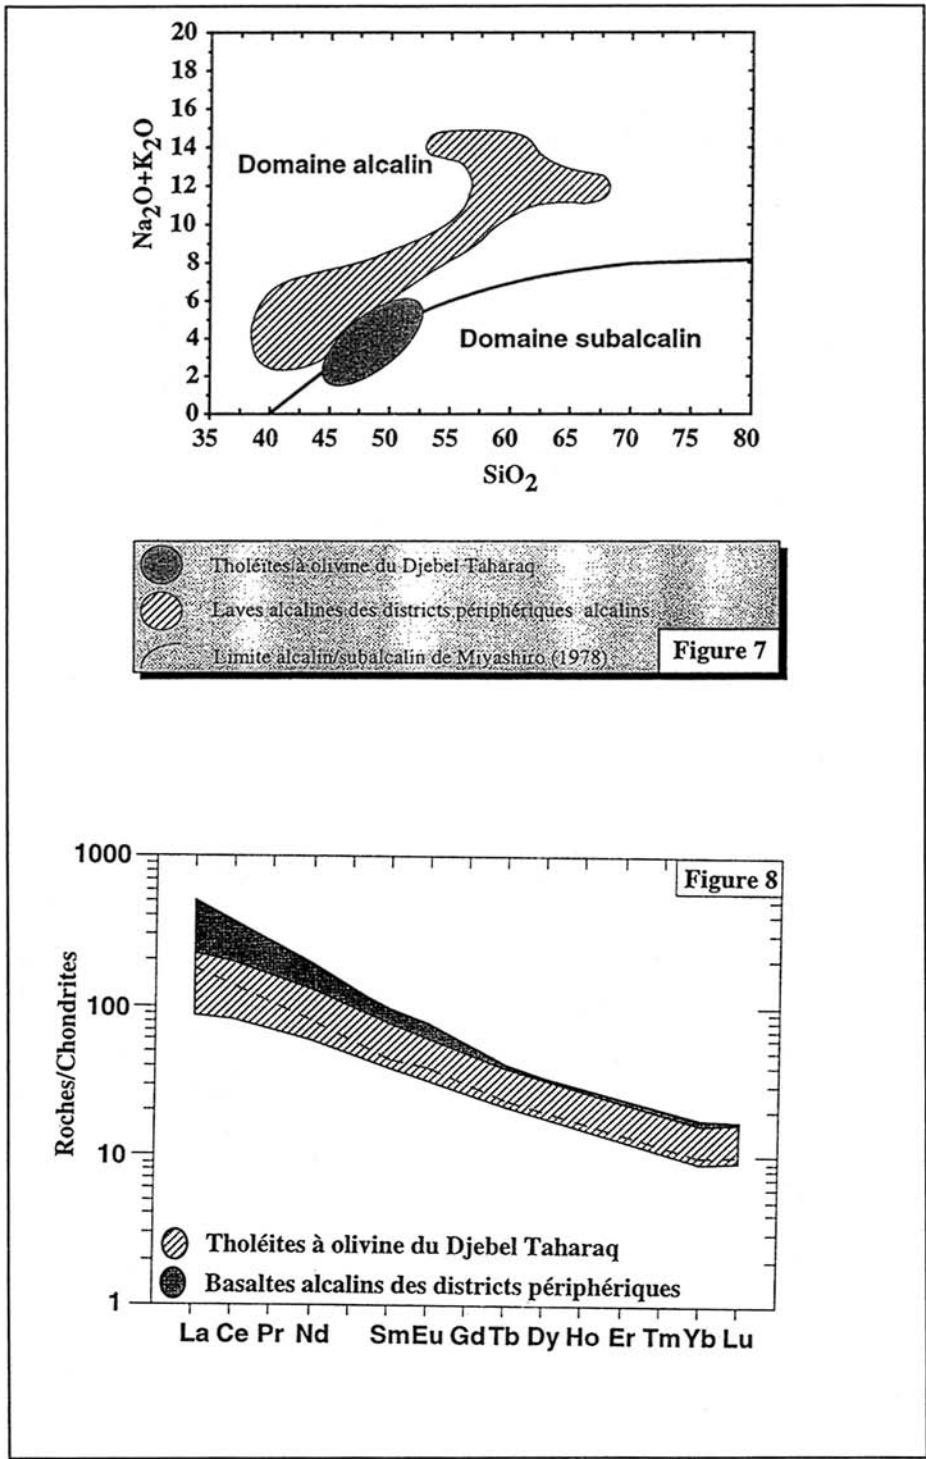 20
18
16
14
12
10
8
6
4
2
0
Na2O+K2O
Domaine alcalin
Domaine subalcalin
35 40 45 50 55 60 65 70 75 80
SiO2
Tholéïtes à olivine du Djebel Taharaq
Laves alcalines des districts périphériques alcalins
Limite alcalin/subalcalin de Miyashiro (1978)
Figure 7
1000
100
10
1
Roches/Chondrites
Figure 8
Tholéites à olivine du Djebel Taharaq
Basaltes alcalins des districts périphériques
La Ce Pr Nd Sm Eu Gd Tb Dy Ho Er Tm Yb Lu